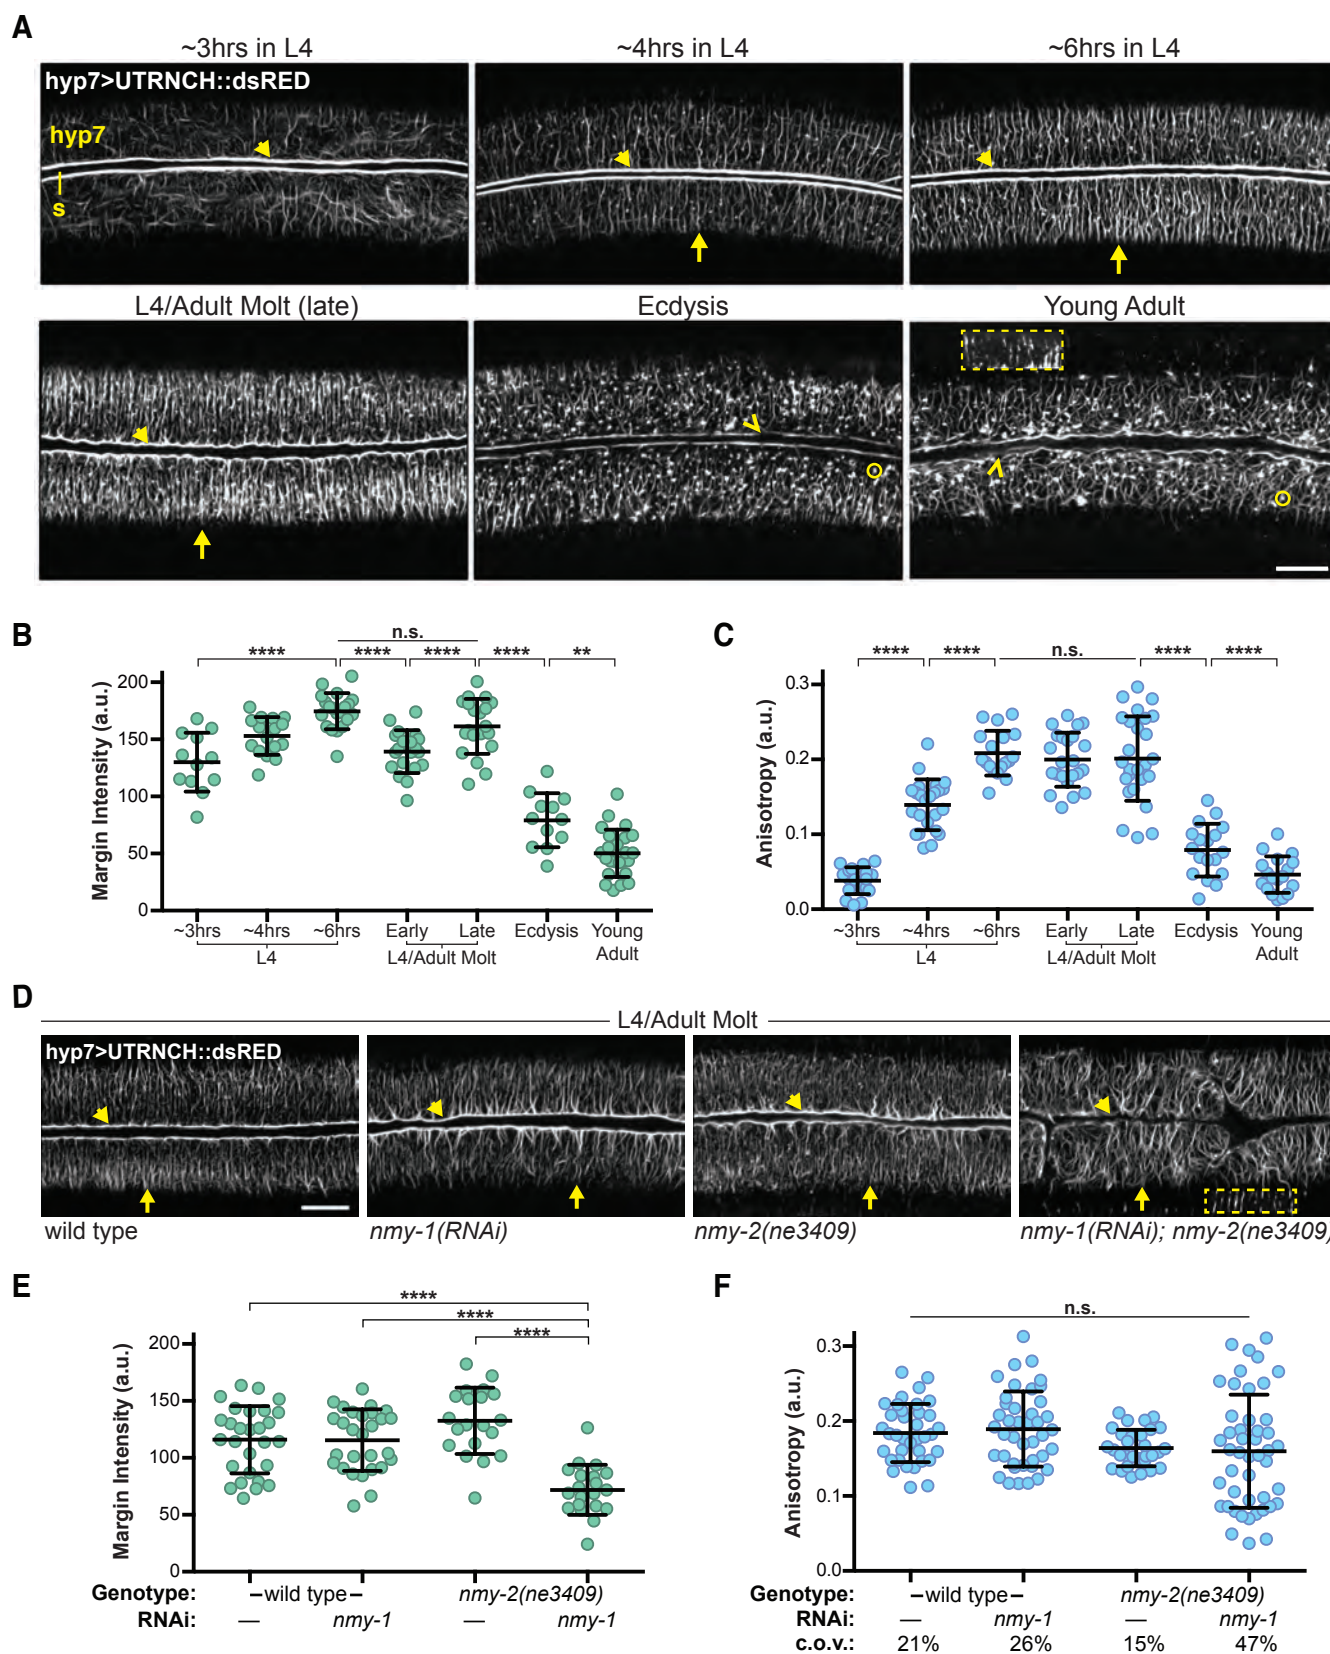 A
~3hrs in L4
~4hrs in L4
~6hrs in L4
hyp7>UTRNCH::dsRED
hyp7
s
L4/Adult Molt (late)
Ecdysis
Young Adult
B
n.s.
**** **** **** **** **
Margin Intensity (a.u.)
200
150
100
50
0
~3hrs ~4hrs ~6hrs Early Late Ecdysis Young
Adult
L4 L4/Adult Molt
C
**** **** n.s. **** ****
Anisotropy (a.u.)
0.3
0.2
0.1
0.0
~3hrs ~4hrs ~6hrs Early Late Ecdysis Young
Adult
L4 L4/Adult Molt
D
L4/Adult Molt
hyp7>UTRNCH::dsRED
wild type
nmy-1(RNAi)
nmy-2(ne3409)
nmy-1(RNAi); nmy-2(ne3409)
E
****
****
****
Margin Intensity (a.u.)
200
150
100
50
0
Genotype: –wild type– nmy-2(ne3409)
RNAi: — nmy-1 — nmy-1
F
n.s.
Anisotropy (a.u.)
0.3
0.2
0.1
0.0
Genotype: –wild type– nmy-2(ne3409)
RNAi: — nmy-1 — nmy-1
c.o.v.: 21% 26% 15% 47%